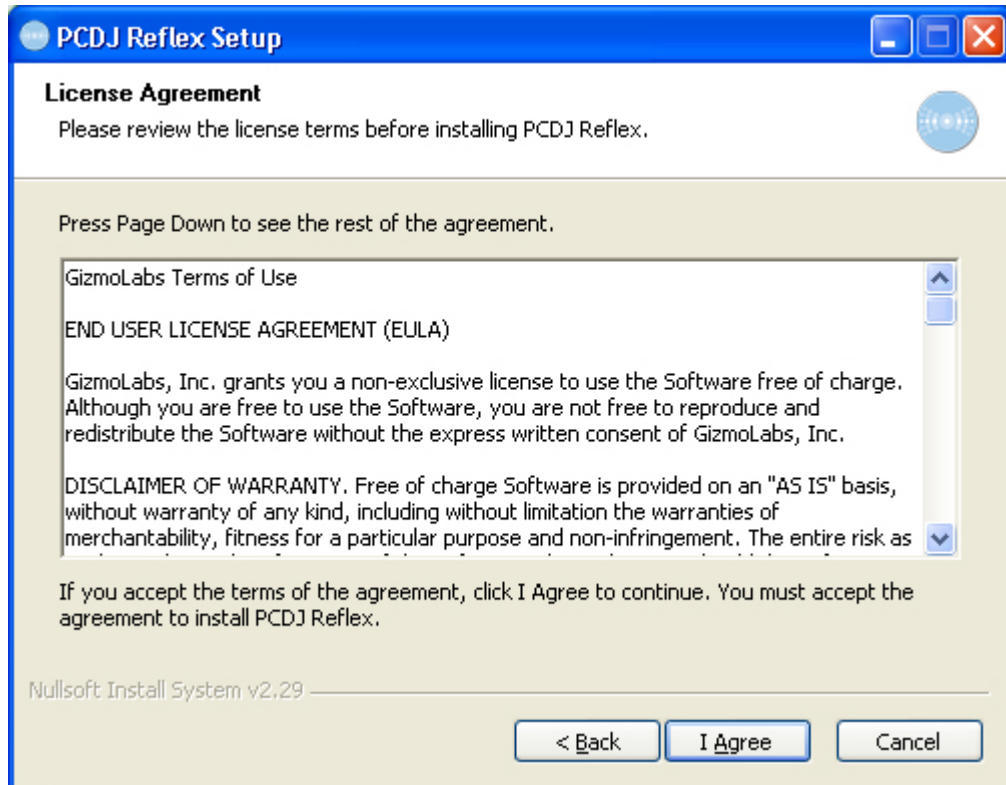 PCDJ Reflex Setup
License Agreement
Please review the license terms before installing PCDJ Reflex.
Press Page Down to see the rest of the agreement.
GizmoLabs Terms of Use
END USER LICENSE AGREEMENT (EULA)
GizmoLabs, Inc. grants you a non-exclusive license to use the Software free of charge.
Although you are free to use the Software, you are not free to reproduce and
redistribute the Software without the express written consent of GizmoLabs, Inc.
DISCLAIMER OF WARRANTY. Free of charge Software is provided on an "AS IS" basis,
without warranty of any kind, including without limitation the warranties of
merchantability, fitness for a particular purpose and non-infringement. The entire risk as
If you accept the terms of the agreement, click I Agree to continue. You must accept the
agreement to install PCDJ Reflex.
Nullsoft Install System v2.29
< Back I Agree Cancel